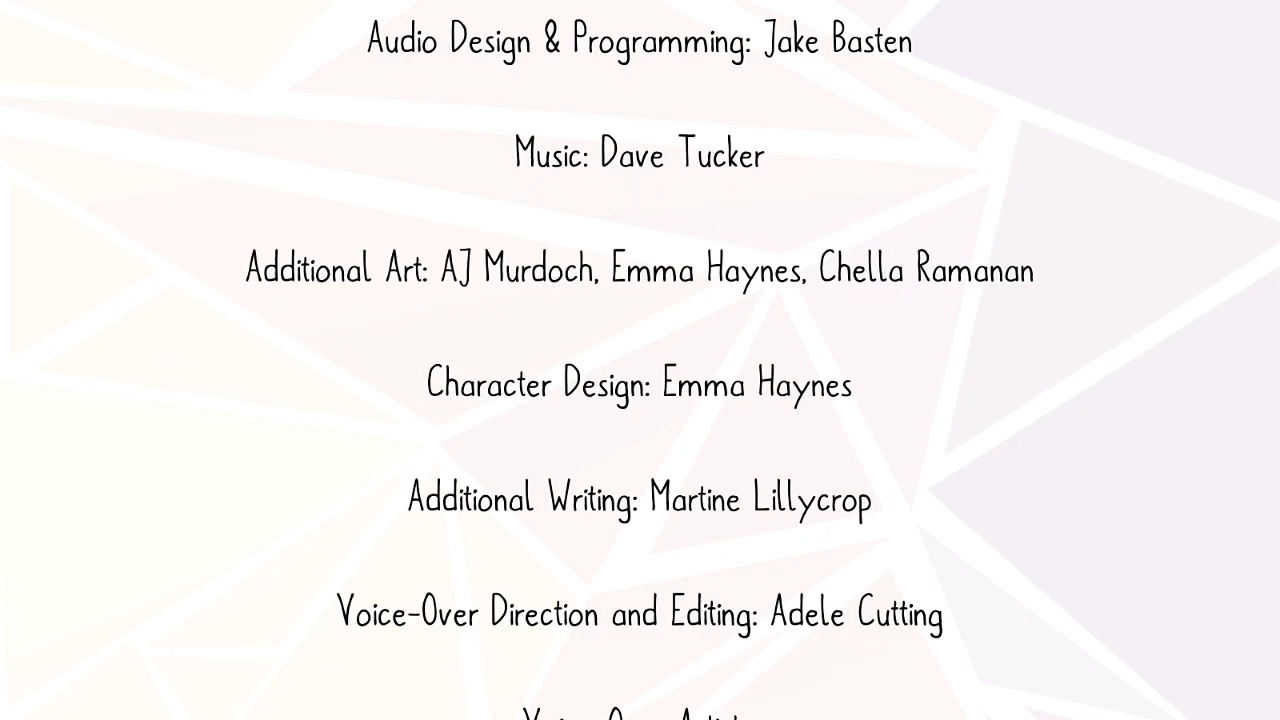 Audio Design & Programming: Jake Basten
Music: Dave Tucker
Additional Art: AJ Murdoch, Emma Haynes, Chella Ramanan
Character Design: Emma Haynes
Additional Writing: Martine Lillycrop
Voice-Over Direction and Editing: Adele Cutting